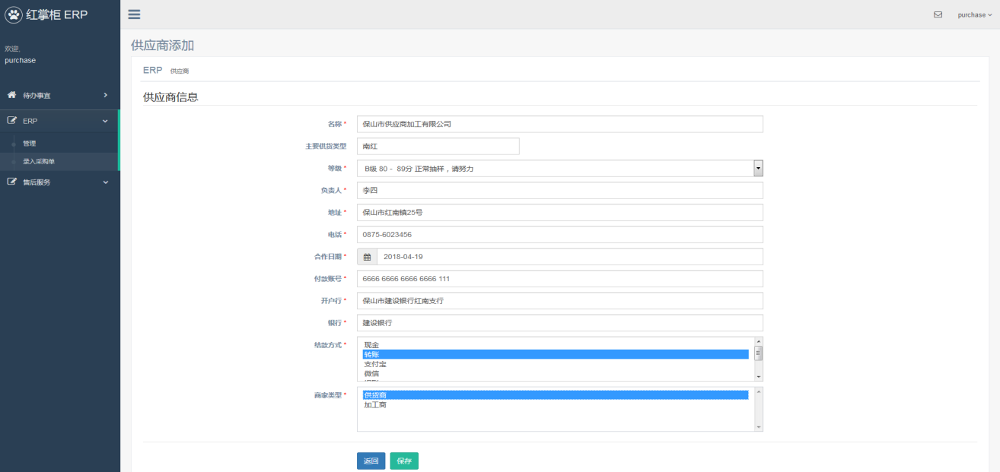 红掌柜 ERP
purchase
欢迎,
purchase
供应商添加
ERP 供应商
供应商信息
待办事宜
ERP
管理
录入采购单
售后服务
名称 * 保山市供应商加工有限公司
主要供货类型 南红
等级 * B级 80 - 89分 正常抽样，请努力
负责人 * 李四
地址 * 保山市红南镇25号
电话 * 0875-6023456
合作日期 * 2018-04-19
付款账号 * 6666 6666 6666 6666 111
开户行 * 保山市建设银行红南支行
银行 * 建设银行
结款方式 * 现金
转账
支付宝
微信
商家类型 * 供货商
加工商
返回 保存